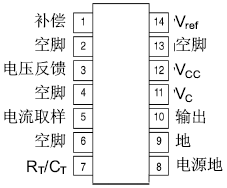 补偿 1 14 Vref
空脚 2 13 空脚
电压反馈 3 12 VCC
空脚 4 11 VC
电流取样 5 10 输出
空脚 6 9 地
RT/CT 7 8 电源地